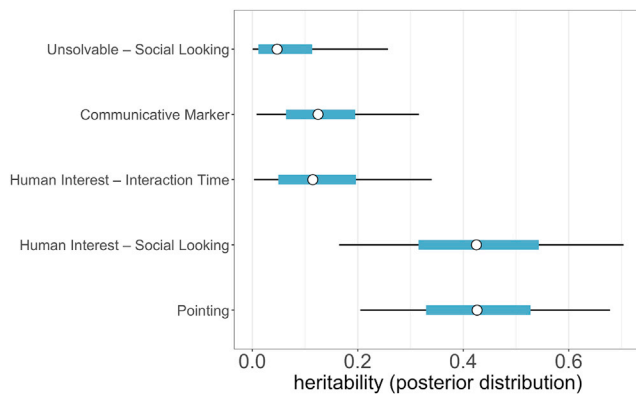 Unsolvable – Social Looking
Communicative Marker
Human Interest – Interaction Time
Human Interest – Social Looking
Pointing
0.0 0.2 0.4 0.6
heritability (posterior distribution)